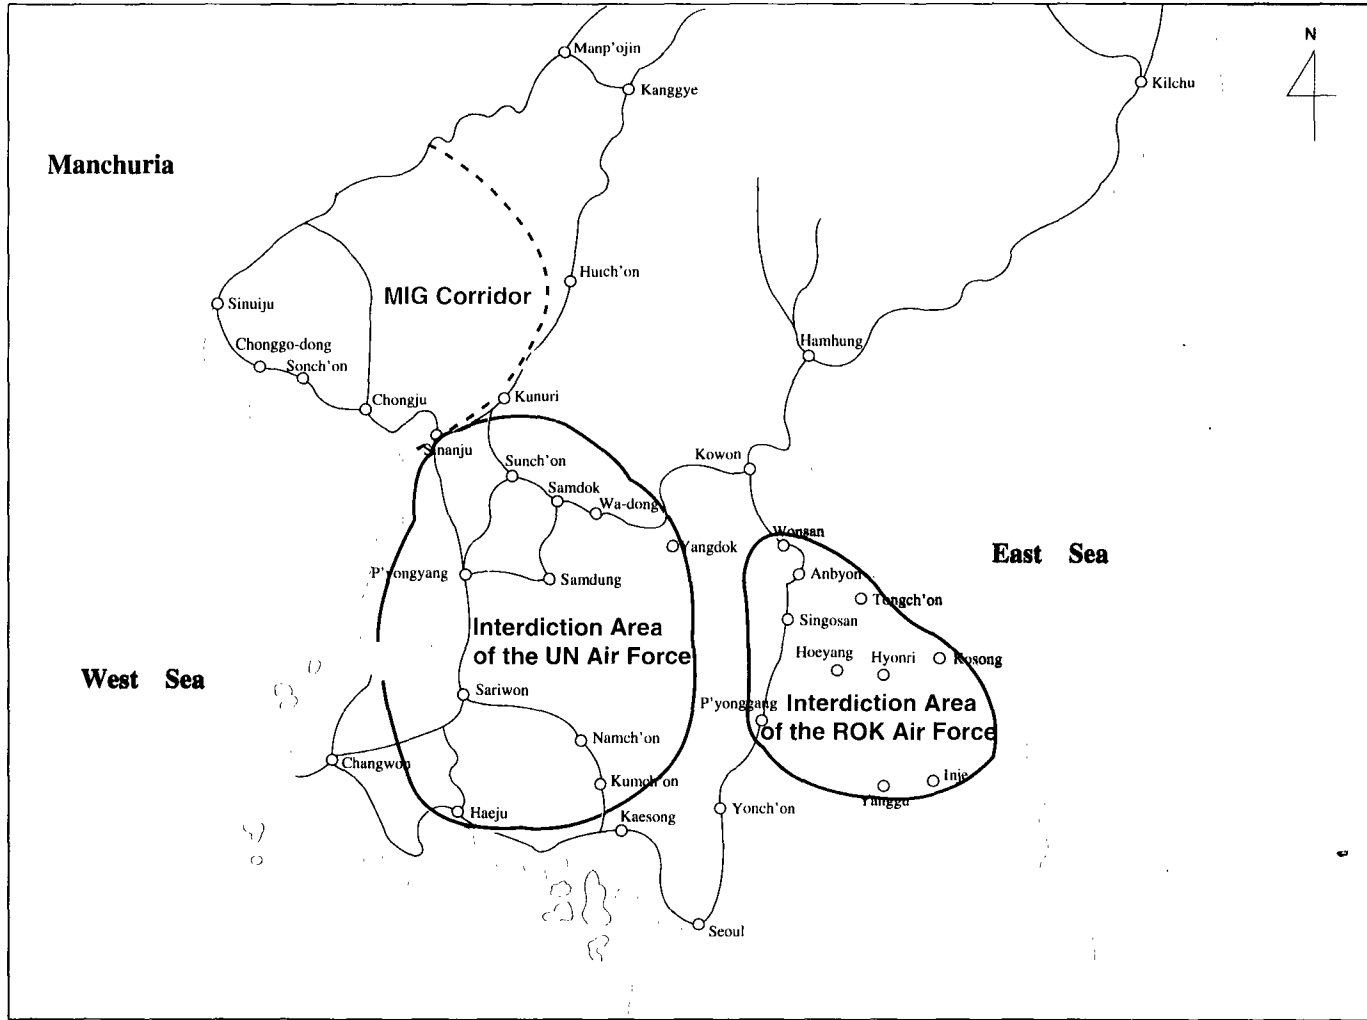 N
Manp'ojin
Kanggye
Kilchu
Manchuria
Huich'on
MIG Corridor
Sinuiju
Chonggo-dong
Sonch'on
Hamhung
Chongju
Kunuri
Sinanju
Kowon
Sunch'on
Samdok
Wa-dong
Wonsan
Yangdok
East Sea
P'yongyang
Samdung
Anbyon
Tongch'on
Singosan
Interdiction Area
of the UN Air Force
Hoeyang
Hyonri
Kosong
West Sea
Sariwon
P'yonggang
Interdiction Area
of the ROK Air Force
Namch'on
Changwon
Kumch'on
Inje
Yanggu
Haeju
Kaesong
Yonch'on
Seoul